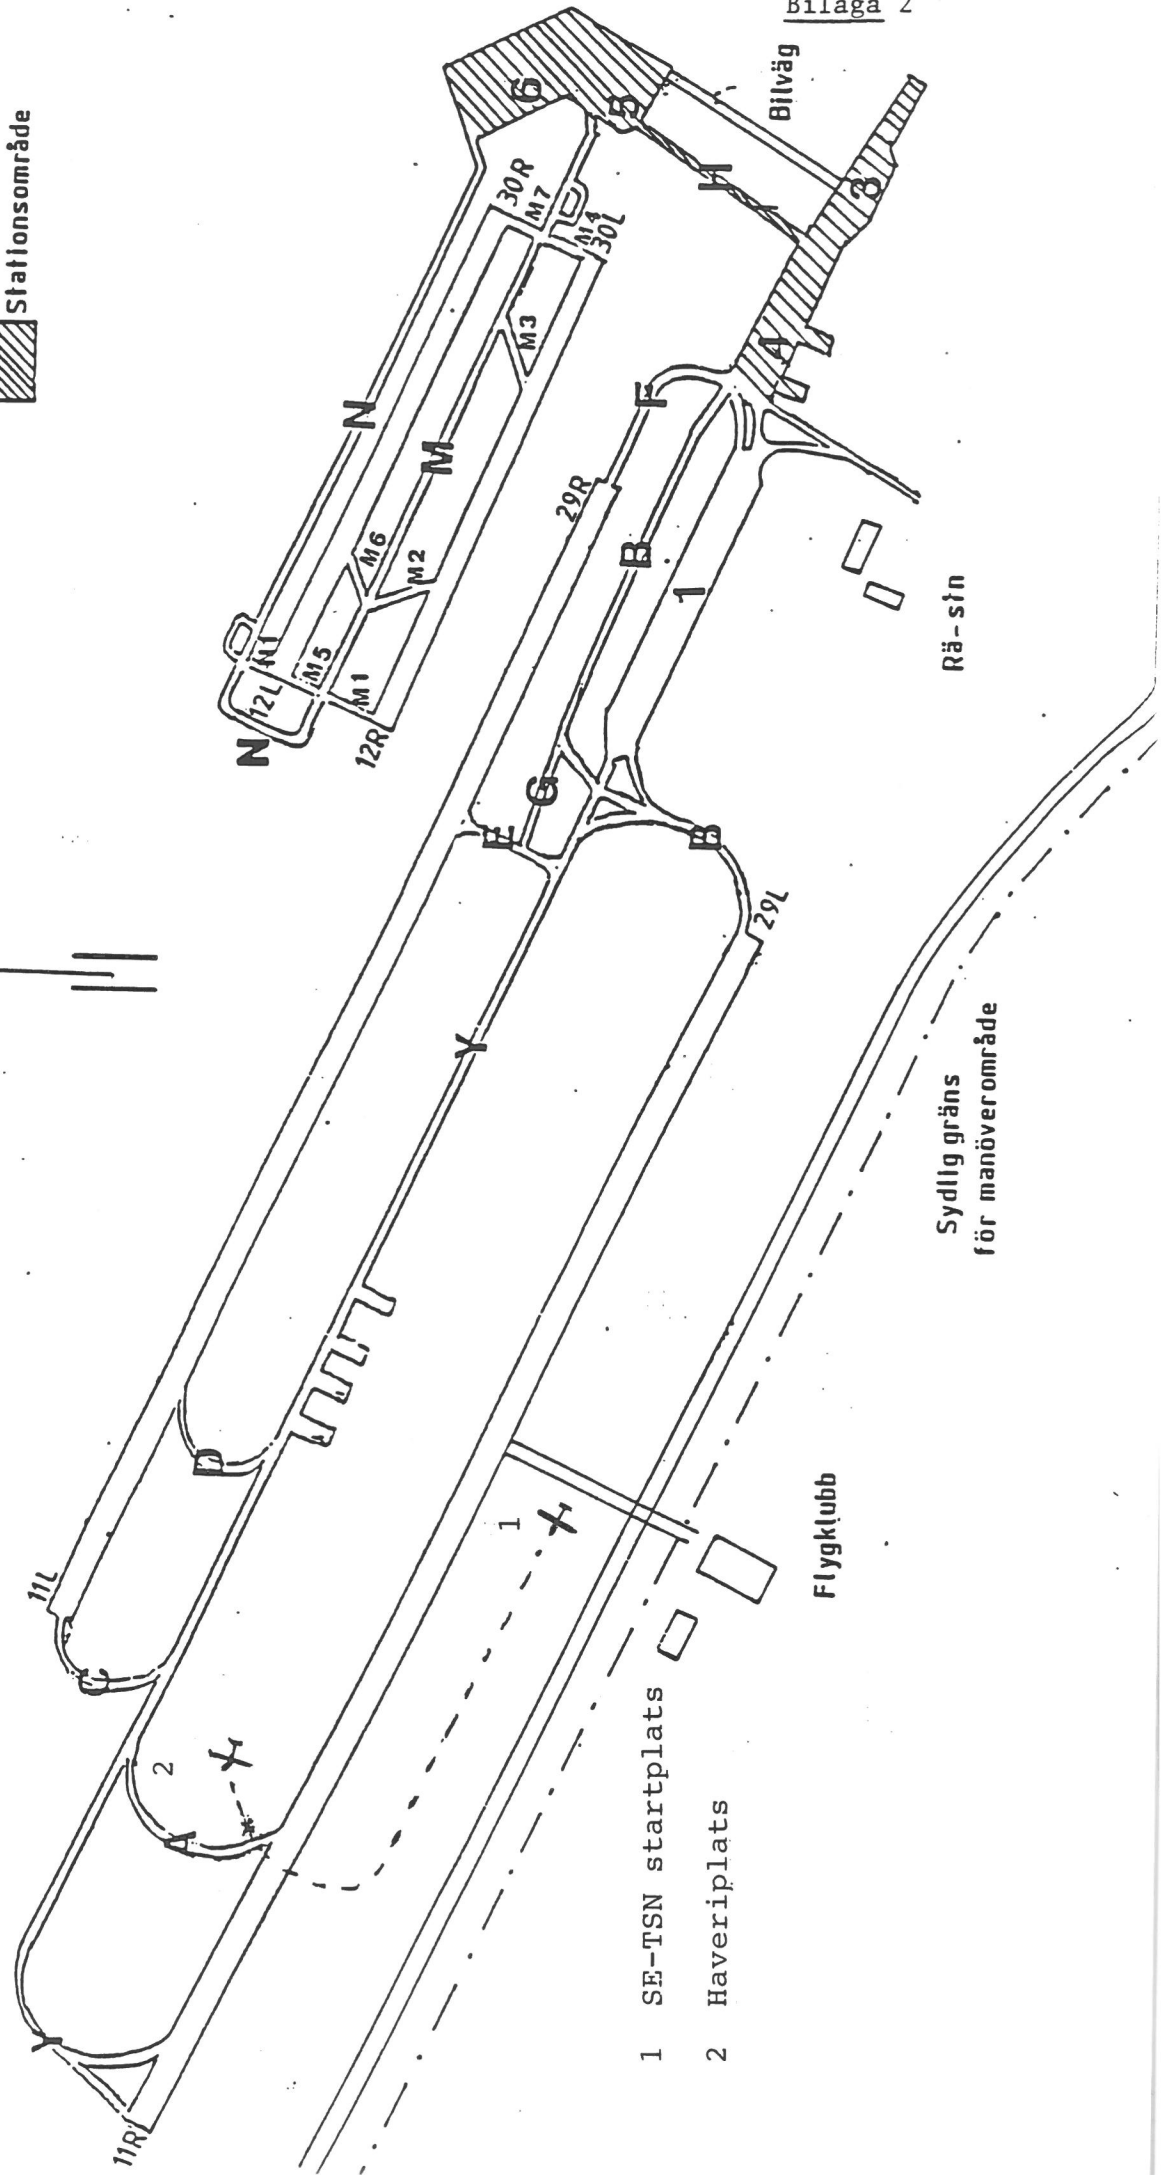 Bilaga 2
Stationsområde
Bilväg
6
5
H
3
30R
M7
M4
30L
M3
N
M
M6
M2
N1
M5
12L
M1
N
12R
A
F
29R
B
1
G
E
B
29L
Rä-stn
Y
Sydlig gräns
för manöverområde
D
11L
C
1
Flygklubb
2
A
Y
11R
1 SE-TSN startplats
2 Haveriplats